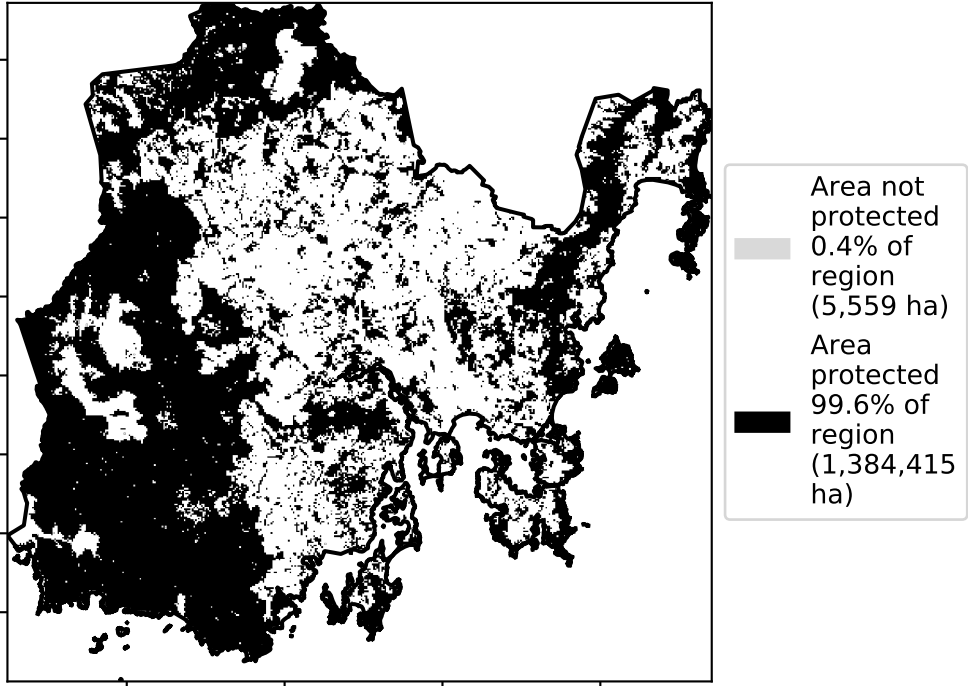 Area not
protected
0.4% of
region
(5,559 ha)
Area
protected
99.6% of
region
(1,384,415
ha)